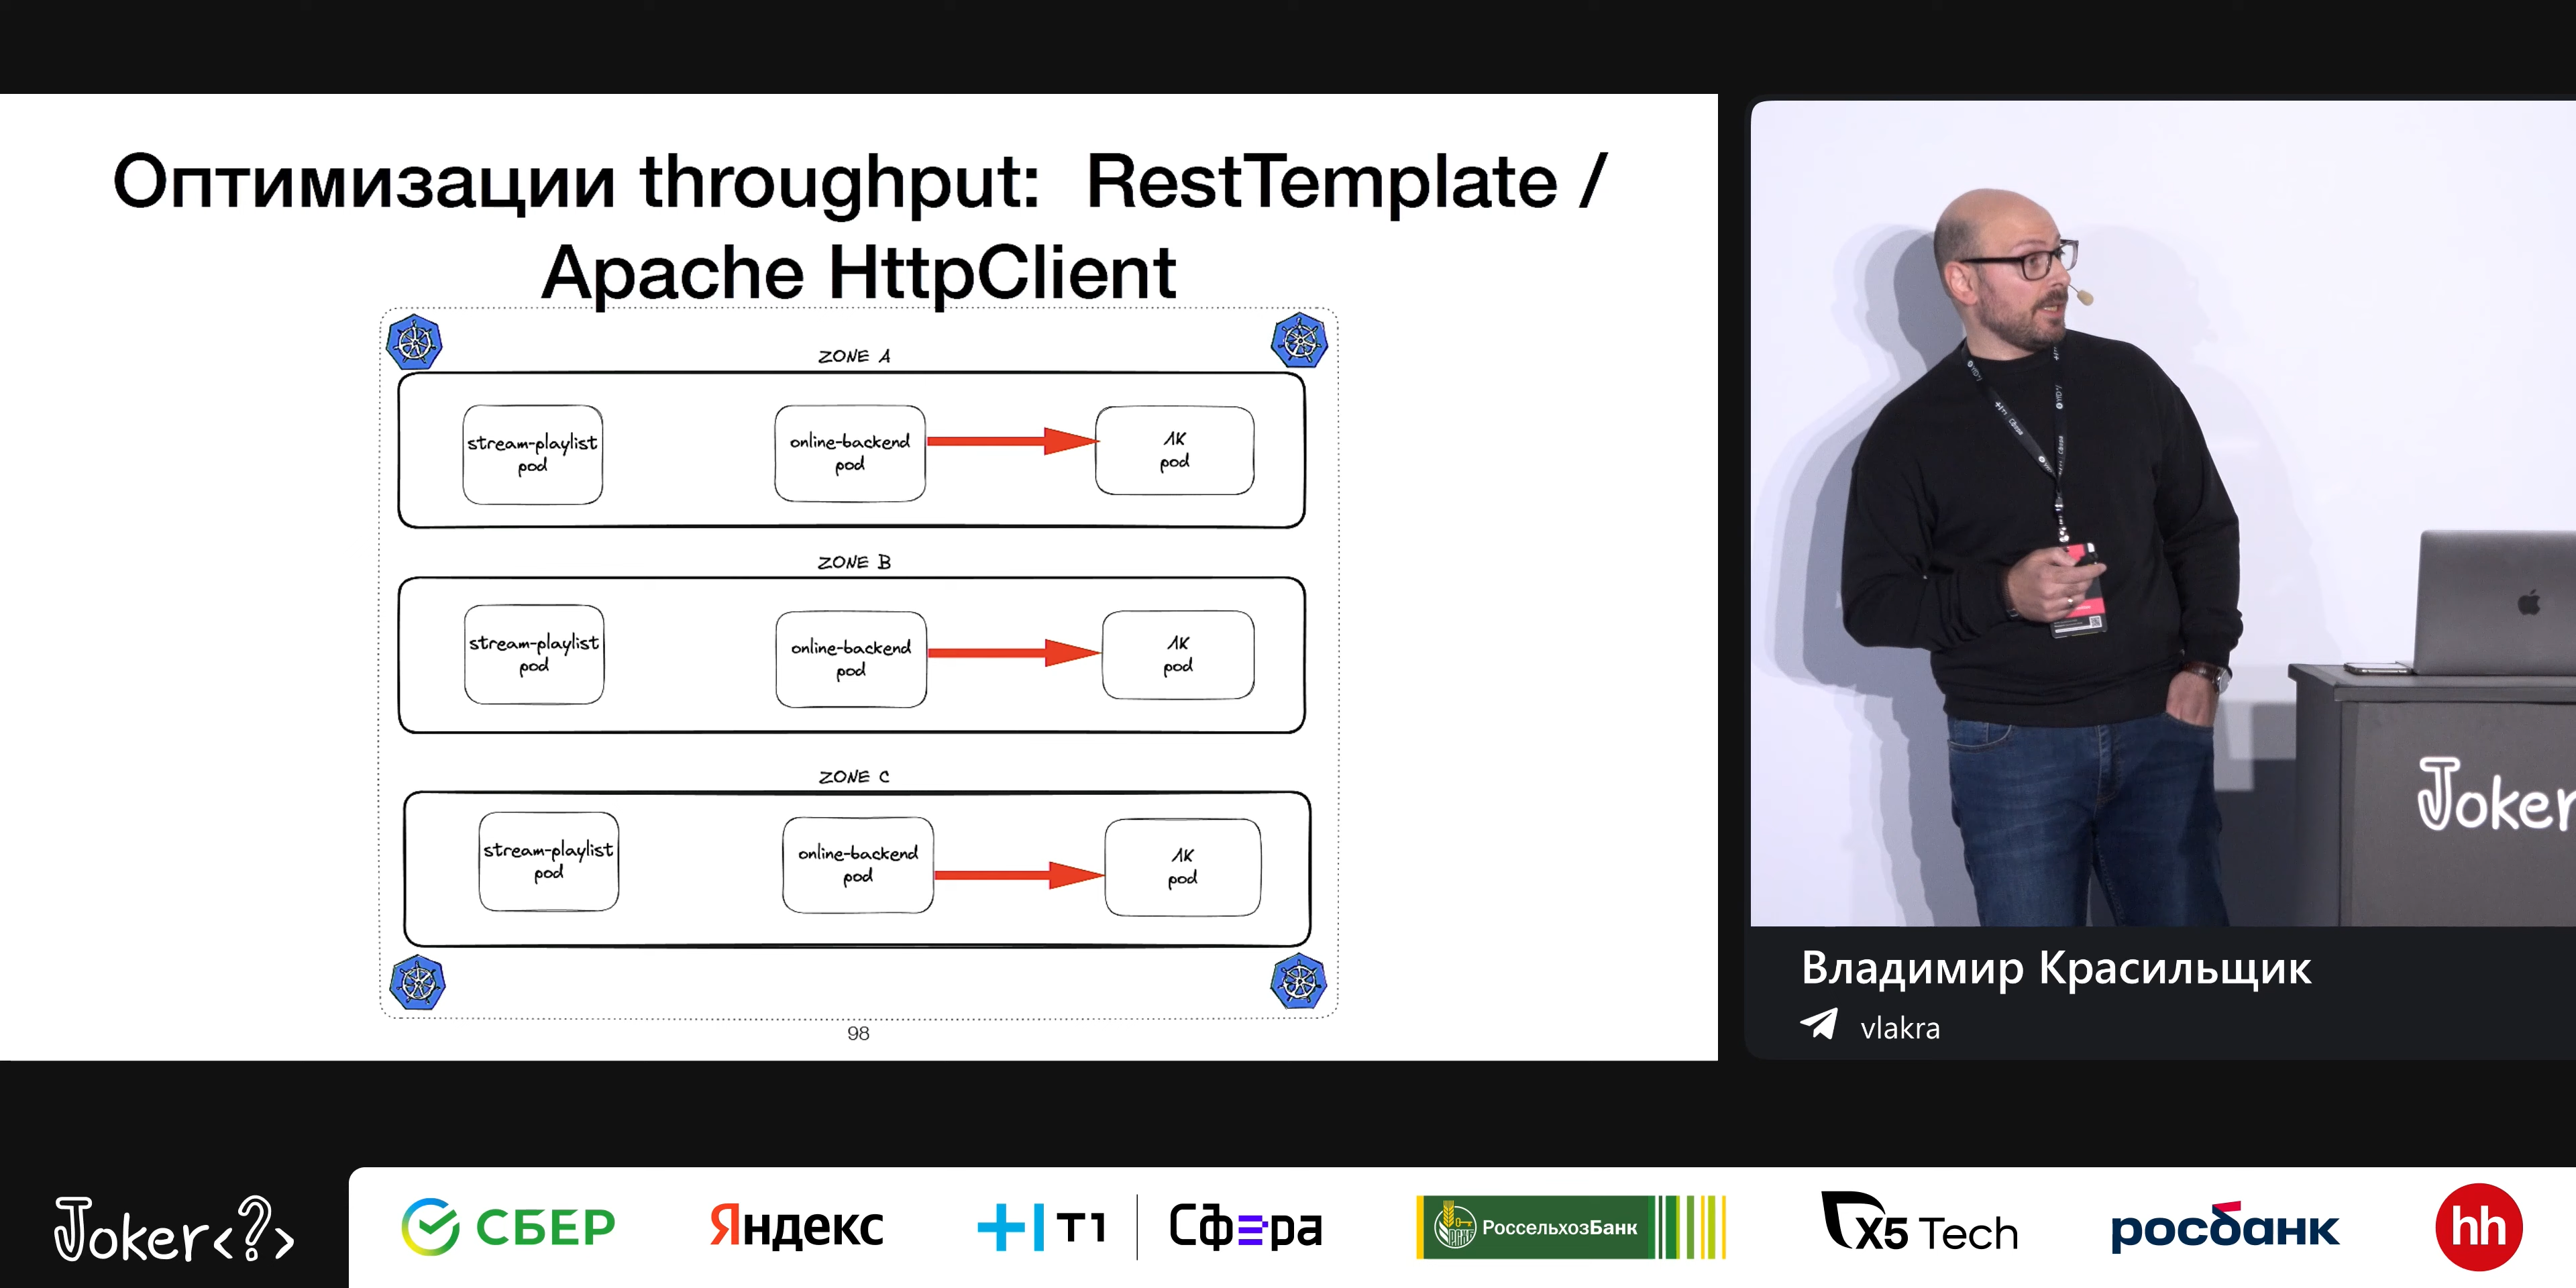 Оптимизации throughput: RestTemplate /
Apache HttpClient
ZONE A
stream-playlist
pod
online-backend
pod
ЛК
pod
ZONE B
stream-playlist
pod
online-backend
pod
ЛК
pod
ZONE C
stream-playlist
pod
online-backend
pod
ЛК
pod
98
Joker
Владимир Красильщик
vlakra
Joker<?>
СБЕР
Яндекс
Т1
Сфера
РоссельхозБанк
X5 Tech
росбанк
hh